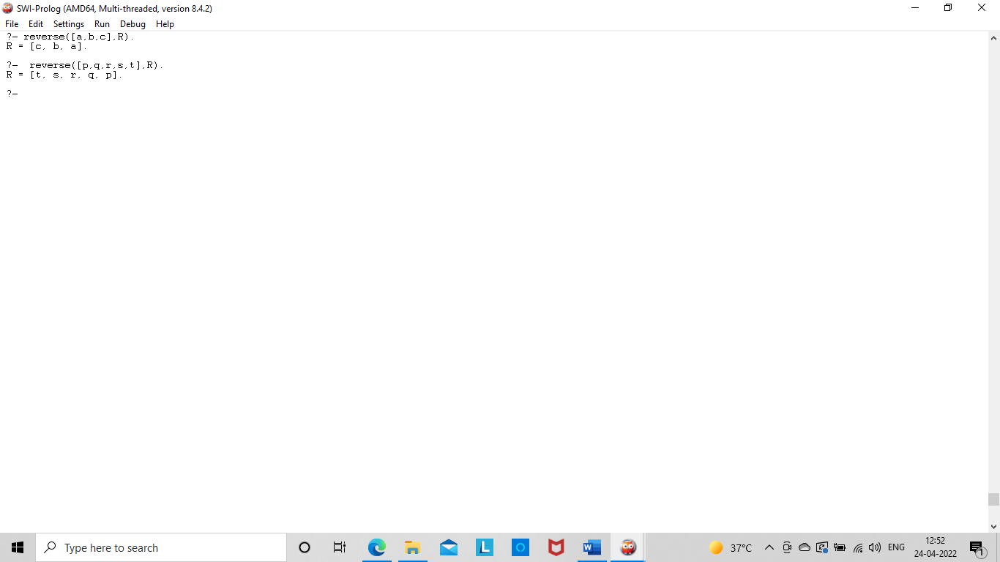 SWI-Prolog (AMD64, Multi-threaded, version 8.4.2)
File Edit Settings Run Debug Help
?- reverse([a,b,c],R).
R = [c, b, a].
?-  reverse([p,q,r,s,t],R).
R = [t, s, r, q, p].
?-
Type here to search
L
W
37°C
ENG
12:52
24-04-2022
1